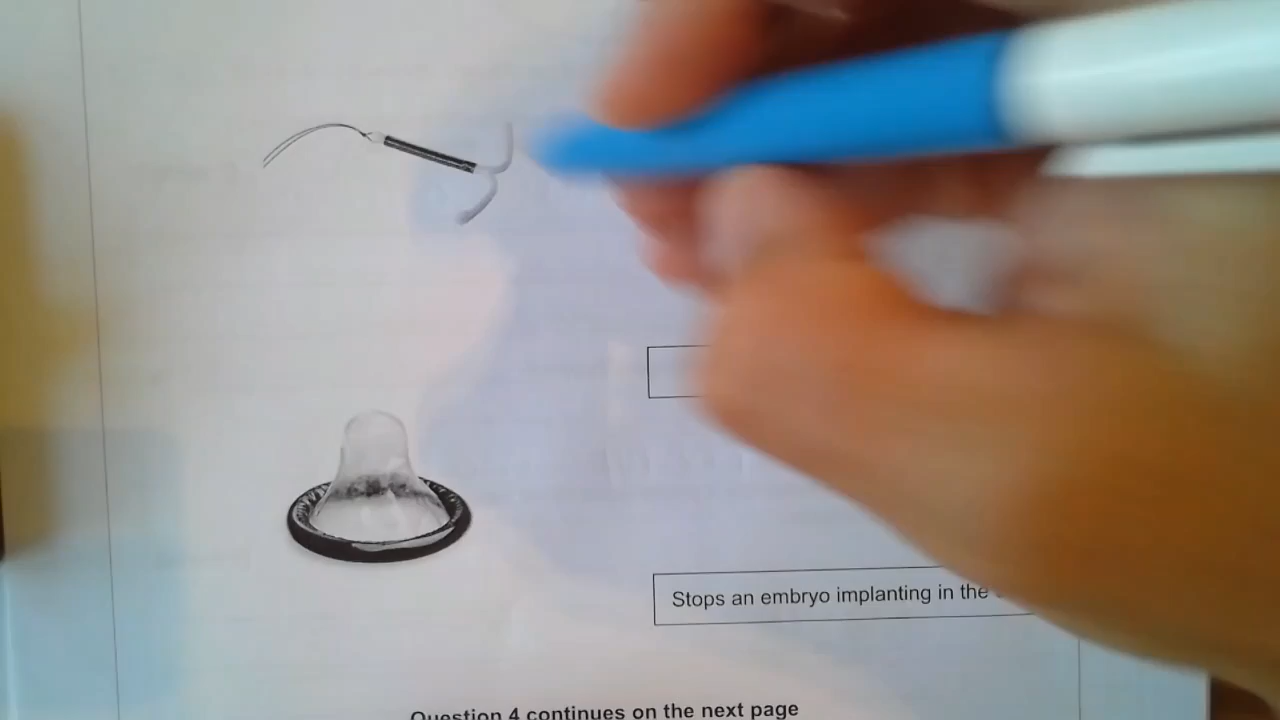 Stops an embryo implanting in the
Question 4 continues on the next page